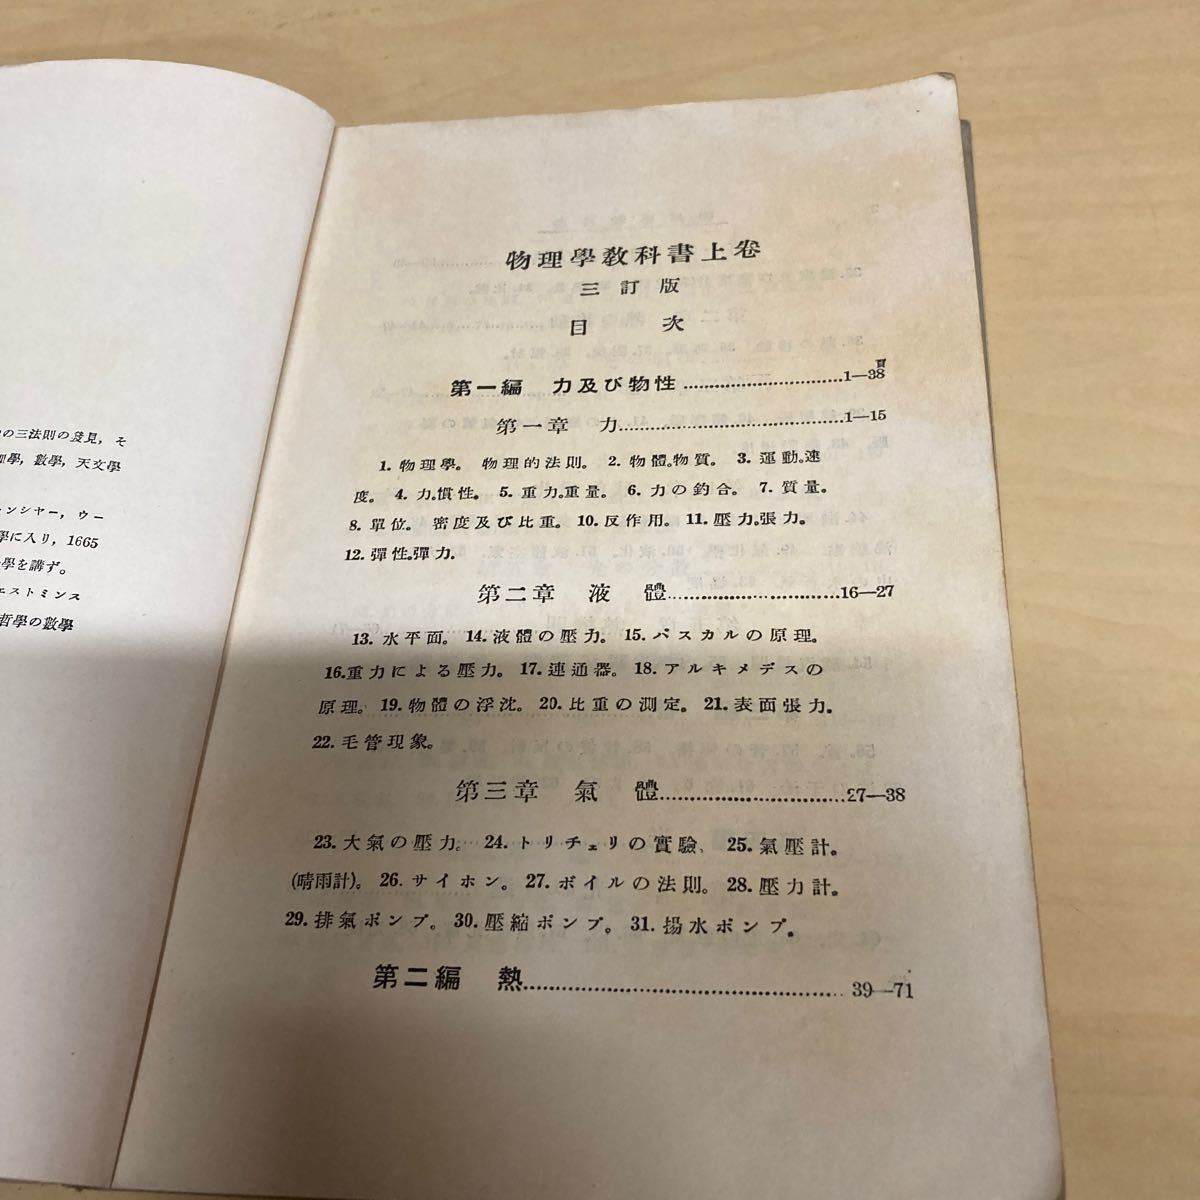 の三法則の發見，そ
理學，數學，天文學
ンシヤー，ウー
學に入リ，1665
學を講ず。
エストミンス
哲學の數學
物理學敎科書上卷
三訂版
目次
頁
第一編　力及び物性……………………1—38
第一章　力……………………………1—15
1. 物理學。　物理的法則。　2. 物體。物質。　3. 運動。速
度。　4. 力。慣性。　5. 重力。重量。　6. 力の釣合。　7. 質量。
8. 單位。　密度及び比重。　10. 反作用。　11. 壓力。張力。
12. 彈性。彈力。
第二章　液　體……………………………16—27
13. 水平面。　14. 液體の壓力。　15. パスカルの原理。
16. 重力による壓力。　17. 連通器。　18. アルキメデスの
原理。　19. 物體の浮沈。　20. 比重の測定。　21. 表面張力。
22. 毛管現象。
第三章　氣　體……………………………27—38
23. 大氣の壓力。　24. トリチェリの實驗、　25. 氣壓計。
(晴雨計)。　26. サイホン。　27. ボイルの法則。　28. 壓力計。
29. 排氣ポンプ。　30. 壓縮ポンプ。　31. 揚水ポンプ。
第二編　熱……………………………………39—71